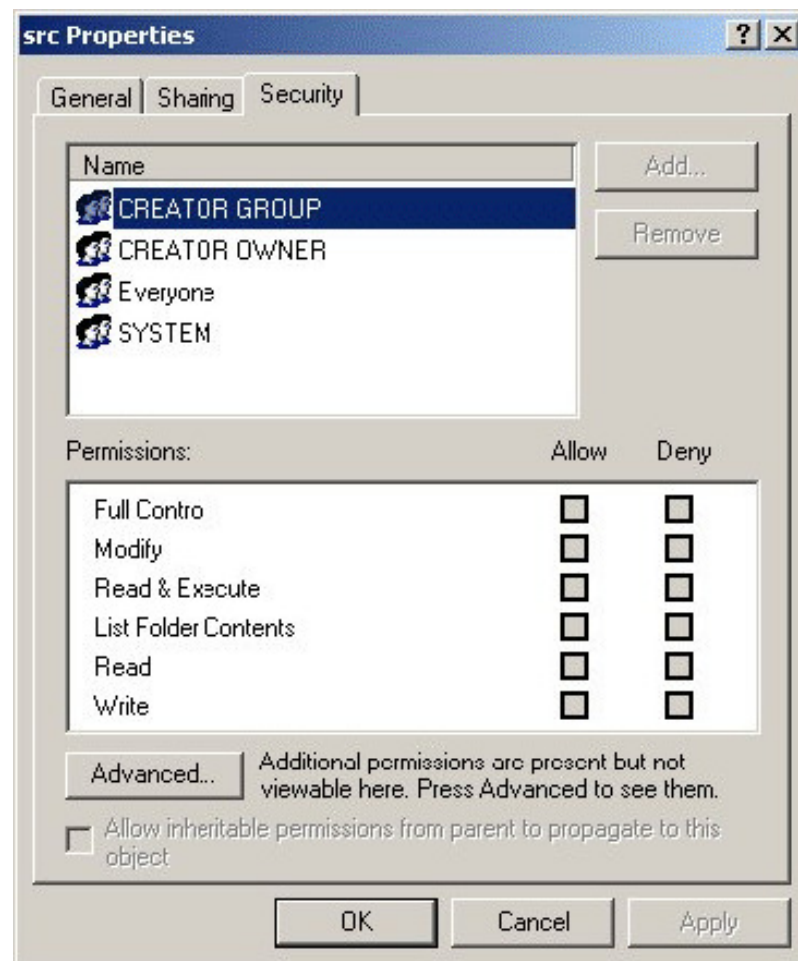 src Properties
General Sharing Security
Name
Add...
CREATOR GROUP
Remove
CREATOR OWNER
Everyone
SYSTEM
Permissions: Allow Deny
Full Contro
Modify
Read & Execute
List Folder Contents
Read
Write
Advanced...
Additional permissions are present but not
viewable here. Press Advanced to see them.
Allow inheritable permissions from parent to propagate to this
object
OK Cancel Apply